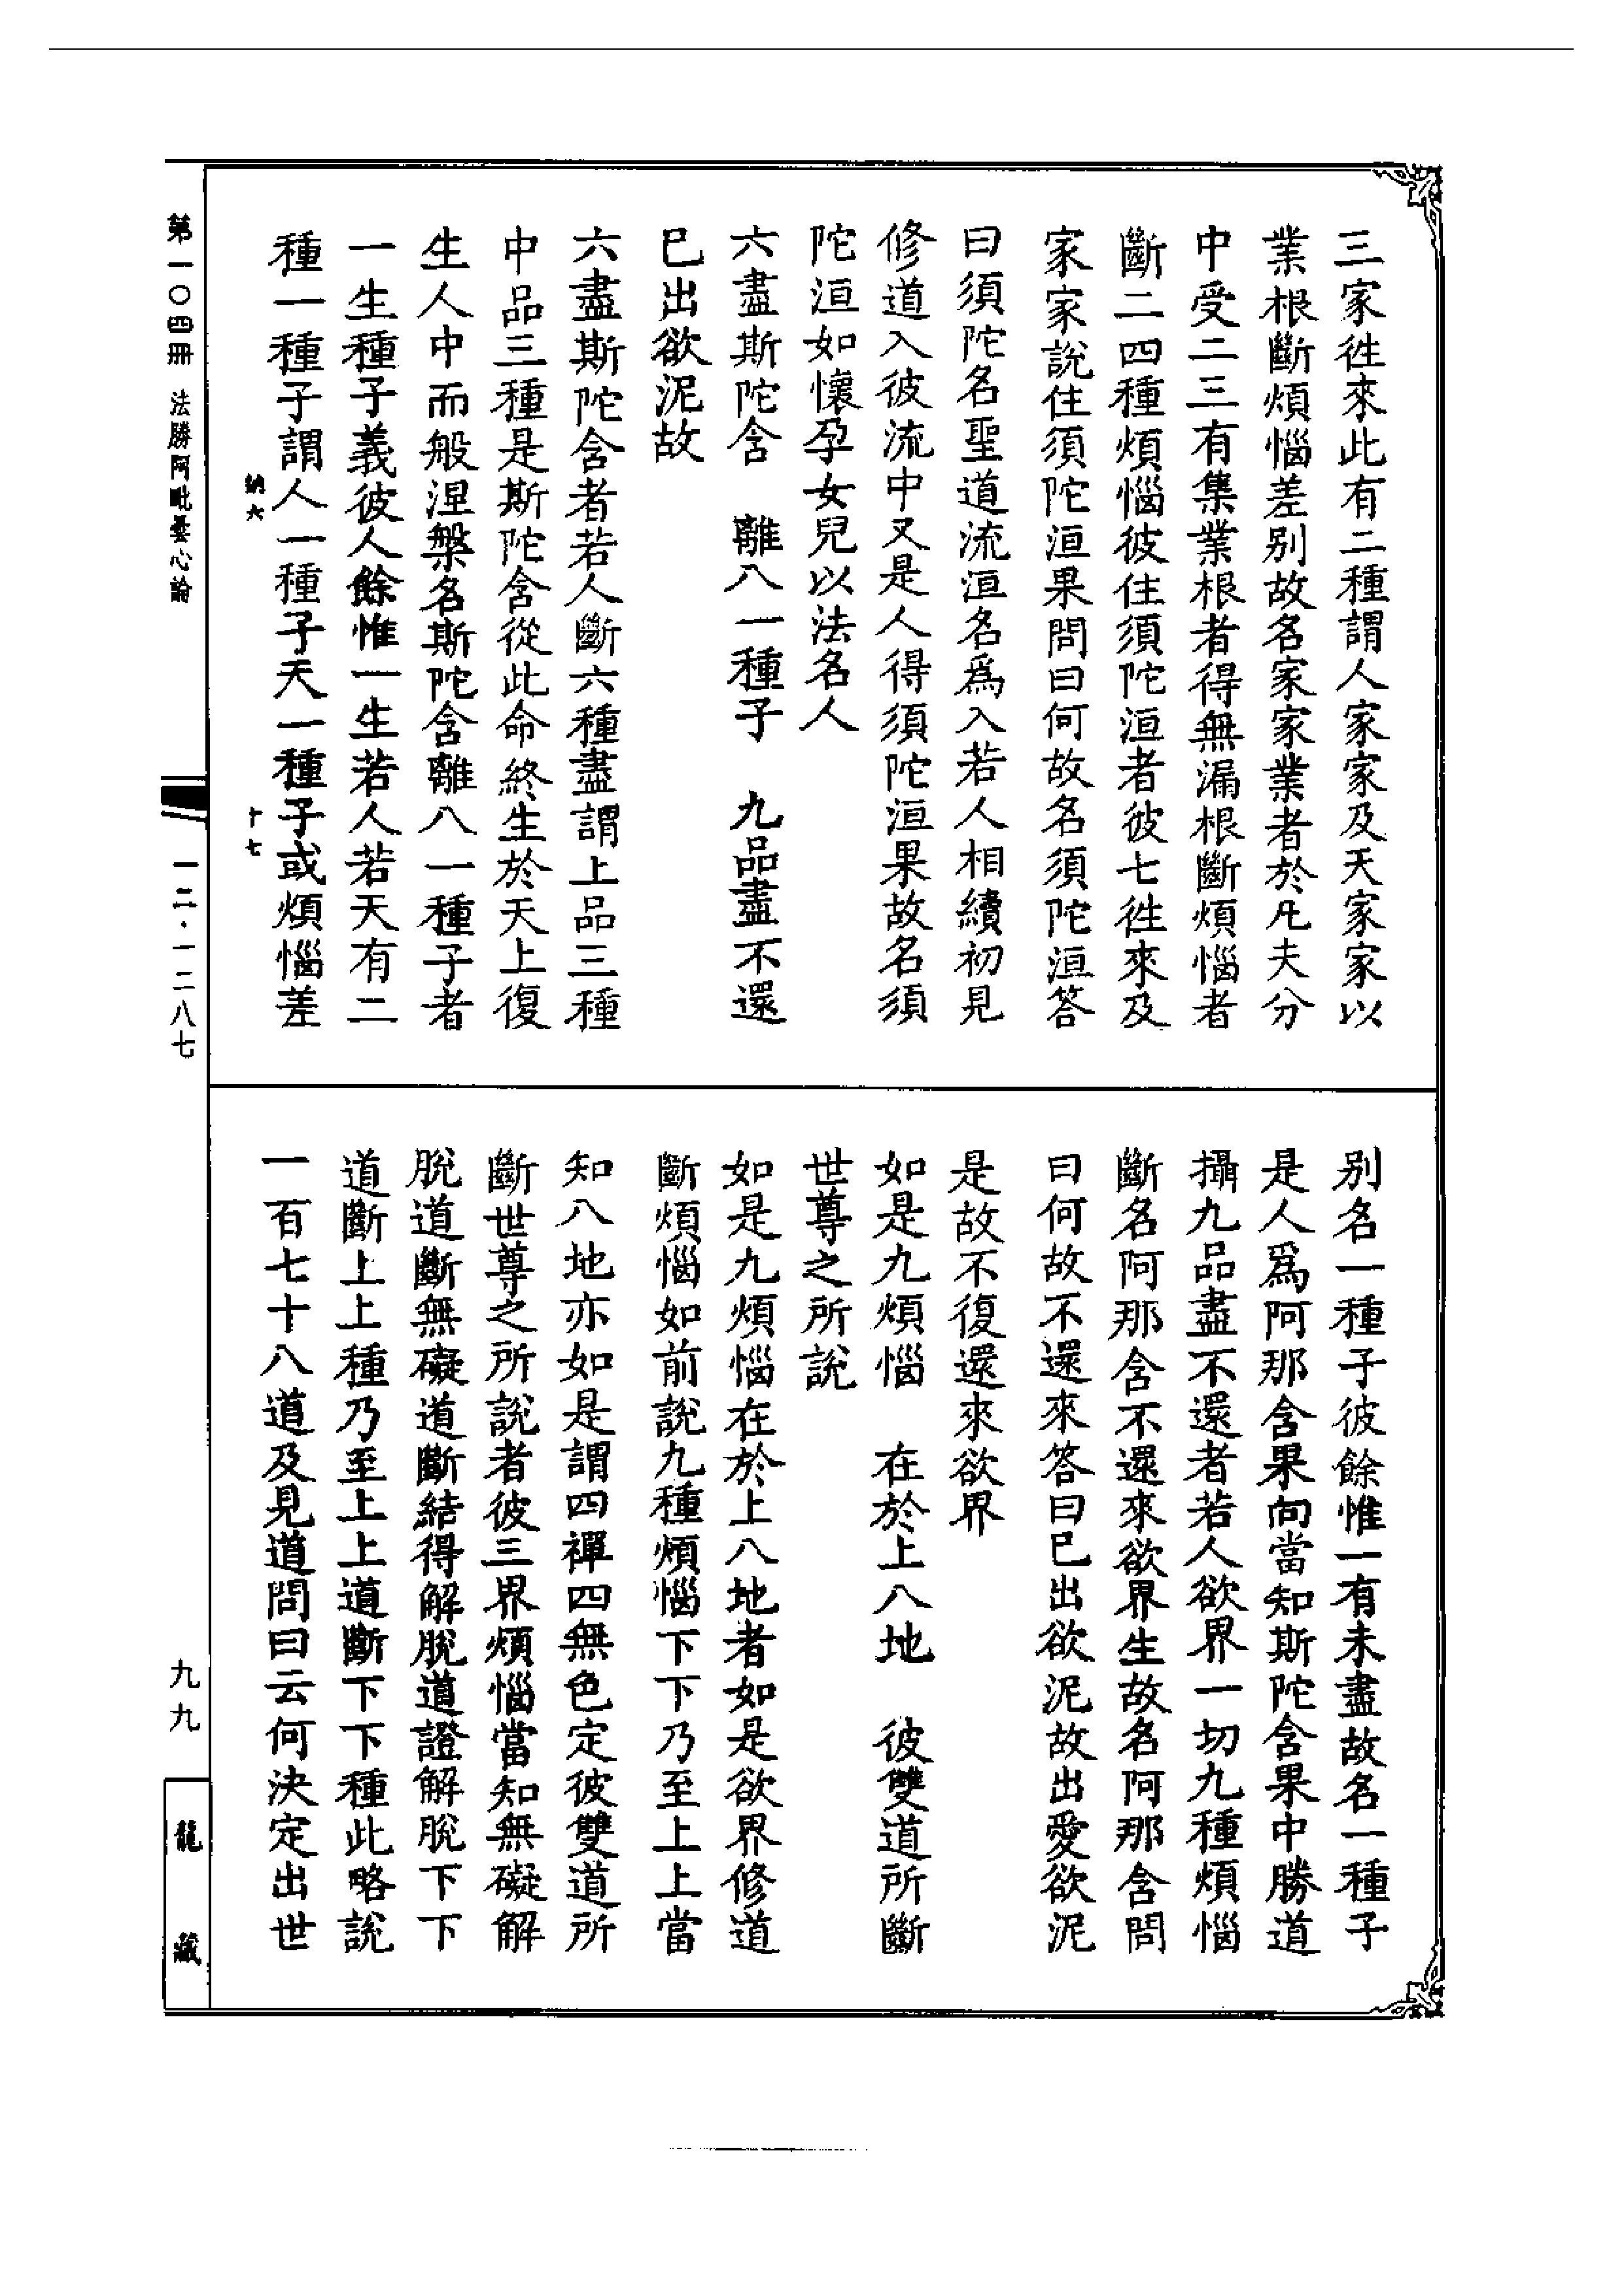 三家徃來此有二種謂人家家及天家家以
業根斷煩惱差别故名家家業者於凡夫分
中受二三有集業根者得無漏根斷煩惱者
斷二四種煩惱彼住須陀洹者彼七徃來及
家家說住須陀洹果問曰何故名須陀洹答
曰須陀名聖道流洹名爲入若人相續初見
修道入彼流中又是人得須陀洹果故名須
陀洹如懷孕女兒以法名人
六盡斯陀含　離八一種子　九品盡不還
已出欲泥故
六盡斯陀含者若人斷六種盡謂上品三種
中品三種是斯陀含從此命終生於天上復
生人中而般涅槃名斯陀含離八一種子者
一生種子義彼人餘惟一生若人若天有二
種一種子謂人一種子天一種子或煩惱差
别名一種子彼餘惟一有未盡故名一種子
是人爲阿那含果向當知斯陀含果中勝道
攝九品盡不還者若人欲界一切九種煩惱
斷名阿那含不還來欲界生故名阿那含問
曰何故不還來答曰已出欲泥故出愛欲泥
是故不復還來欲界
如是九煩惱　在於上八地　彼雙道所斷
世尊之所說
如是九煩惱在於上八地者如是欲界修道
斷煩惱如前說九種煩惱下下乃至上上當
知八地亦如是謂四禪四無色定彼雙道所
斷世尊之所說者彼三界煩惱當知無礙解
脫道斷無礙道斷結得解脫道證解脫下下
道斷上上種乃至上上道斷下下種此略說
一百七十八道及見道問曰云何決定出世
納六
十七
第一〇四冊　法勝阿毗曇心論
一二·一二八七
九九
龍藏